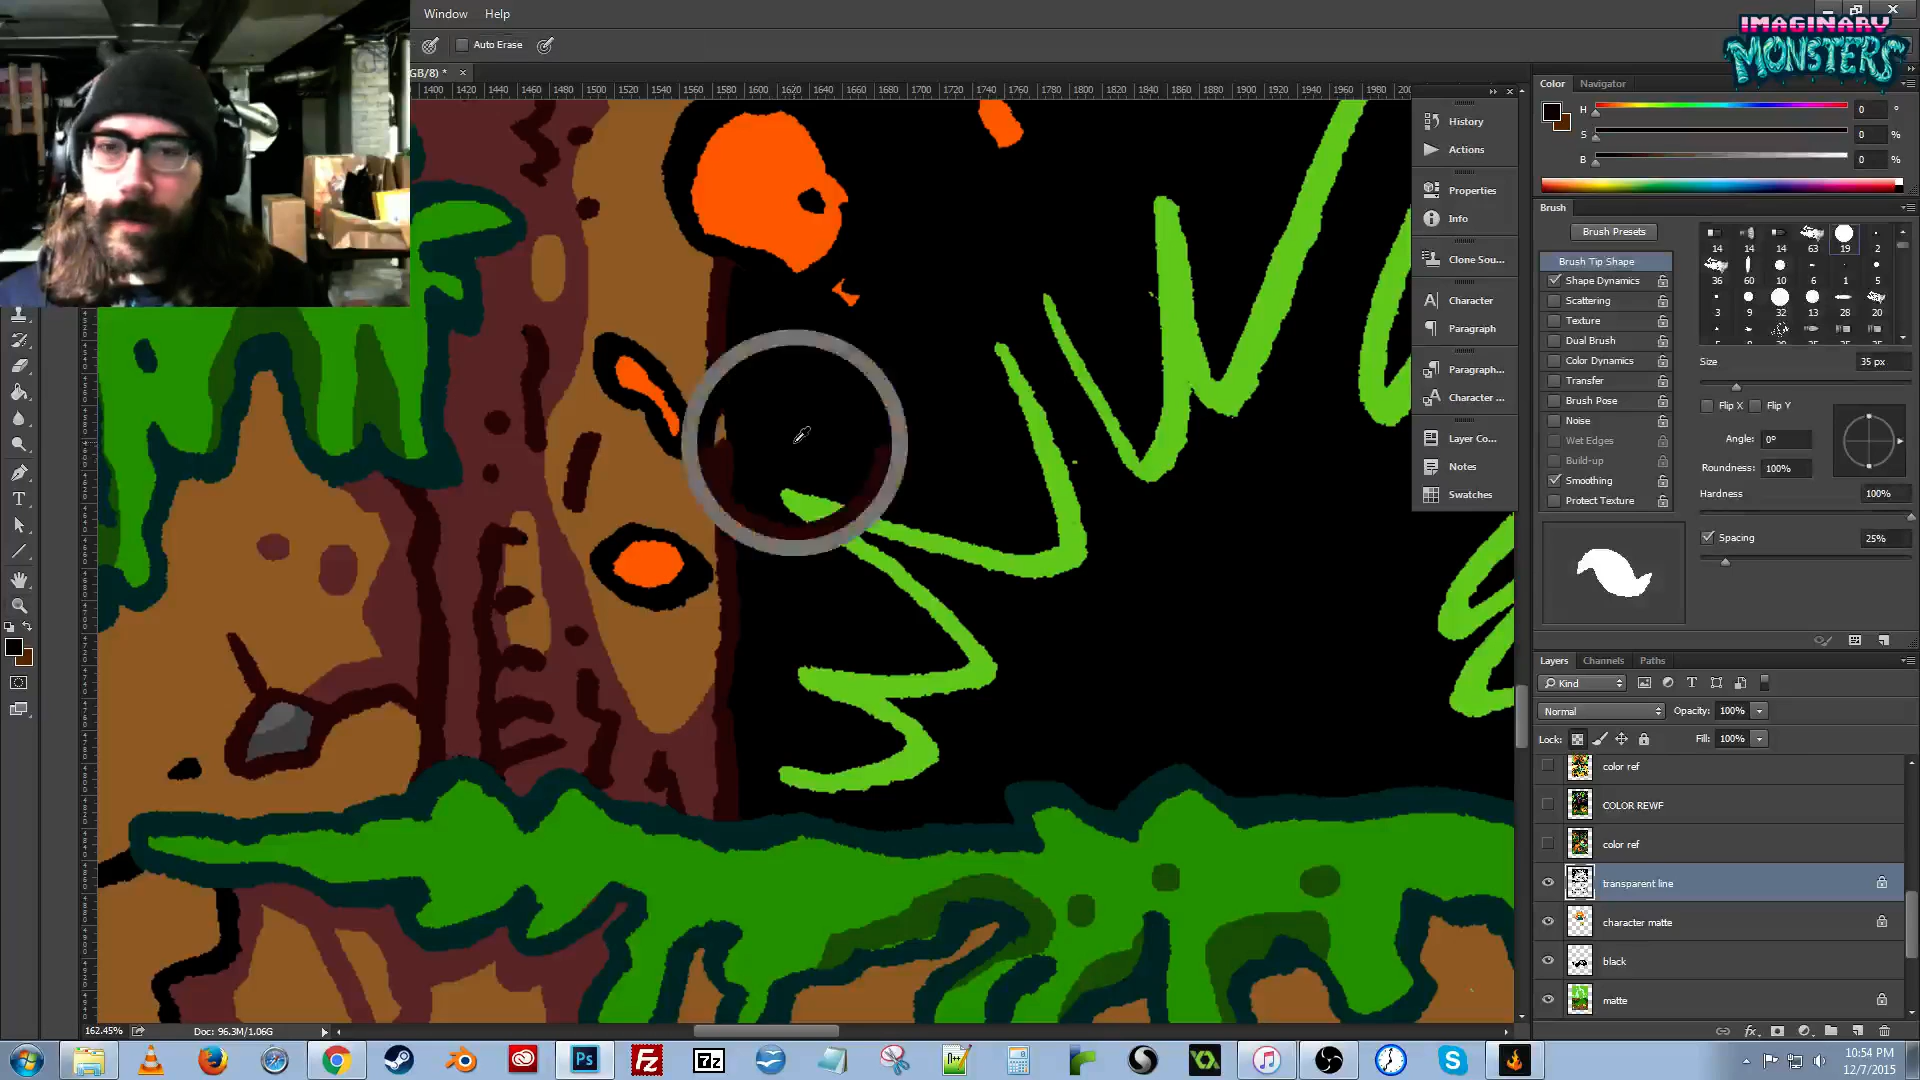 Window Help
IMAGINARY
MONSTERS
Auto Erase
GB/8) * ×
1400 1420 1440 1460 1480 1500 1520 1540 1560 1580 1600 1620 1640 1660 1680 1700 1720 1740 1760 1780 1800 1820 1840 1860 1880 1900 1920 1940 1960 1980
Color Navigator
H 0 °
S 0 %
B 0 %
History
Actions
Properties
Info
Clone Sou...
Character
Paragraph
Paragraph...
Character ...
Layer Co...
Notes
Swatches
Brush
Brush Presets
Brush Tip Shape
Shape Dynamics
Scattering
Texture
Dual Brush
Color Dynamics
Transfer
Brush Pose
Noise
Wet Edges
Build-up
Smoothing
Protect Texture
14 14 14 63 19 2
36 60 10 6 1 5
3 9 32 13 28 20
Size 35 px
Flip X Flip Y
Angle: 0°
Roundness: 100%
Hardness 100%
Spacing 25%
Layers Channels Paths
Kind
Normal Opacity: 100%
Lock: Fill: 100%
color ref
COLOR REWF
color ref
transparent line
character matte
black
matte
162.45% Doc: 96.3M/1.06G
10:54 PM
12/7/2015